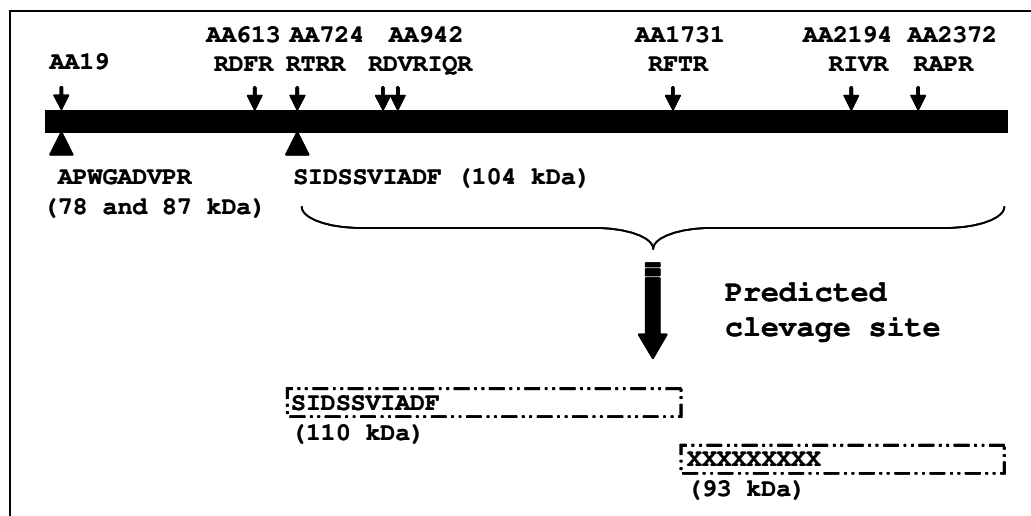 AA613 AA724 AA942 AA1731 AA2194 AA2372
AA19 RDFR RTRR RDVRIQR RFTR RIVR RAPR
APWGADVPR SIDSSVIADF (104 kDa)
(78 and 87 kDa)
Predicted
clevage site
SIDSSVIADF
(110 kDa)
XXXXXXXXX
(93 kDa)